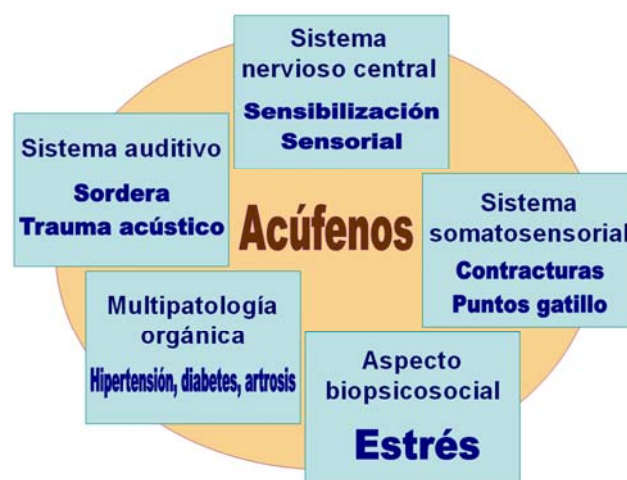 Sistema
nervioso central
Sensibilización
Sensorial
Sistema auditivo
Sordera
Trauma acústico
Acúfenos
Sistema
somatosensorial
Contracturas
Puntos gatillo
Multipatología
orgánica
Hipertensión, diabetes, artrosis
Aspecto
biopsicosocial
Estrés